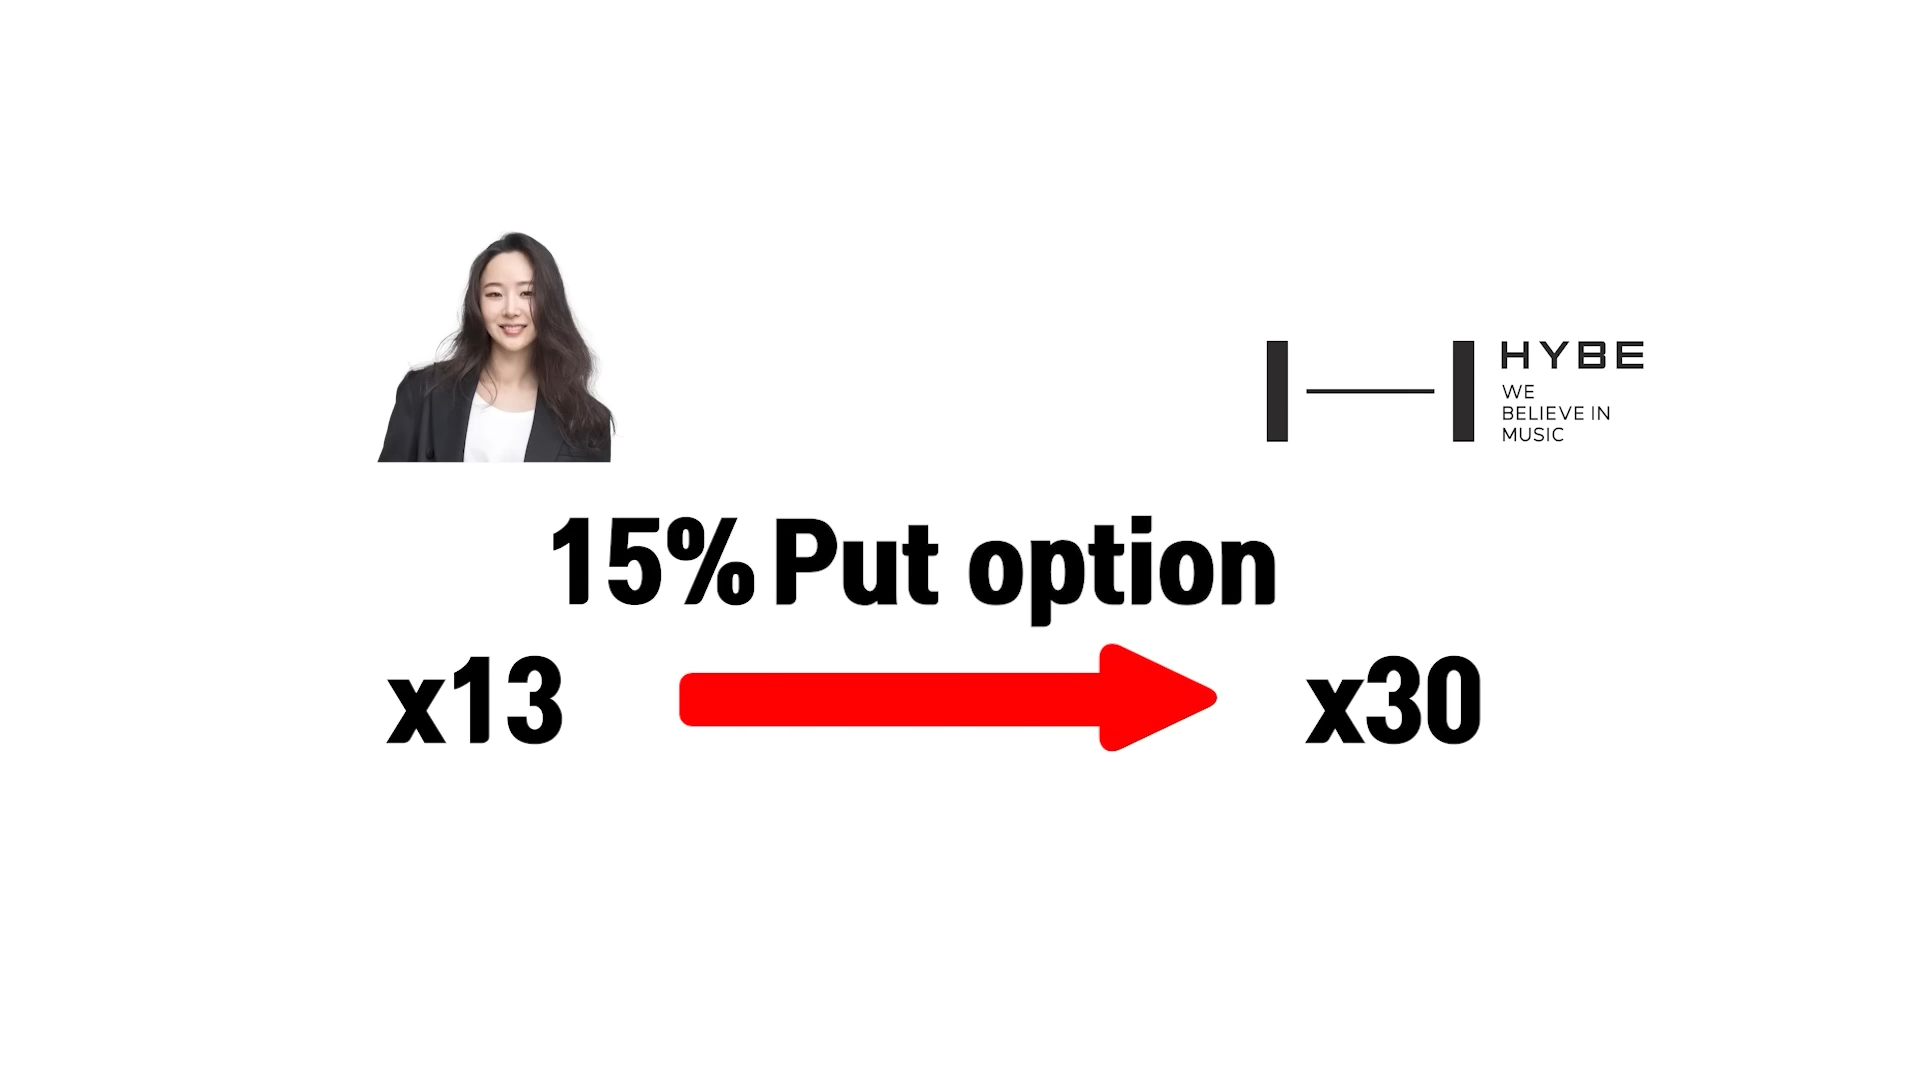 HYBE
WE
BELIEVE IN
MUSIC
15% Put option
x13
x30